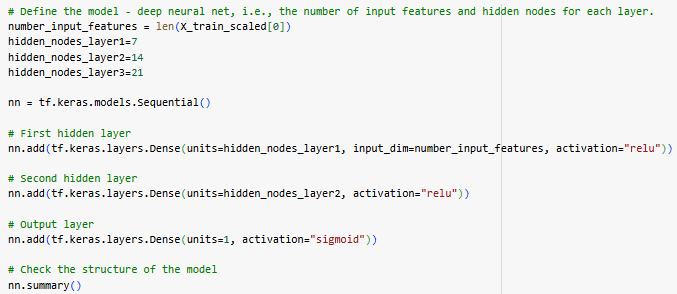 # Define the model - deep neural net, i.e., the number of input features and hidden nodes for each layer.
number_input_features = len(X_train_scaled[0])
hidden_nodes_layer1=7
hidden_nodes_layer2=14
hidden_nodes_layer3=21
nn = tf.keras.models.Sequential()
# First hidden layer
nn.add(tf.keras.layers.Dense(units=hidden_nodes_layer1, input_dim=number_input_features, activation="relu"))
# Second hidden layer
nn.add(tf.keras.layers.Dense(units=hidden_nodes_layer2, activation="relu"))
# Output layer
nn.add(tf.keras.layers.Dense(units=1, activation="sigmoid"))
# Check the structure of the model
nn.summary()